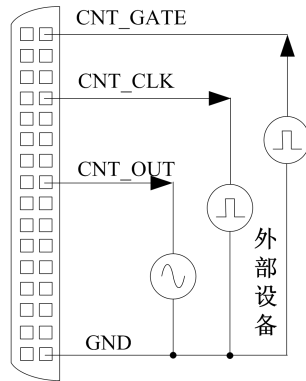 CNT_GATE
CNT_CLK
CNT_OUT
外部设备
GND